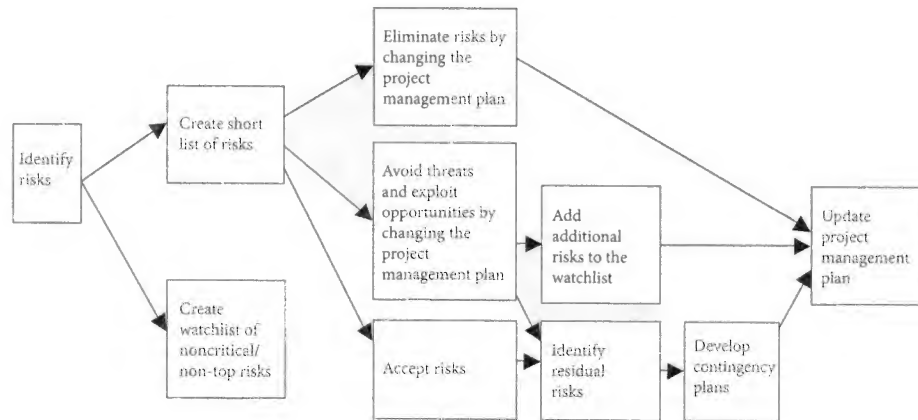 Identify
risks
Create short
list of risks
Create
watchlist of
noncritical/
non-top risks
Eliminate risks by
changing the
project
management plan
Avoid threats
and exploit
opportunities by
changing the
project
management plan
Accept risks
Add
additional
risks to the
watchlist
Identify
residual
risks
Develop
contingency
plans
Update
project
management
plan